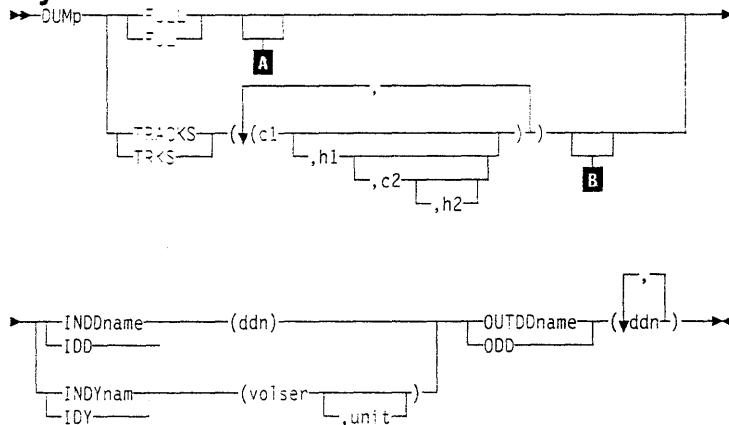 DUMp
A
,
TRACKS ( (c1 ) )
TRKS ,h1
,c2 B
,h2
,
INDDname (ddn) OUTDDname (ddn)
IDD ODD
INDYnam (volser )
IDY ,unit